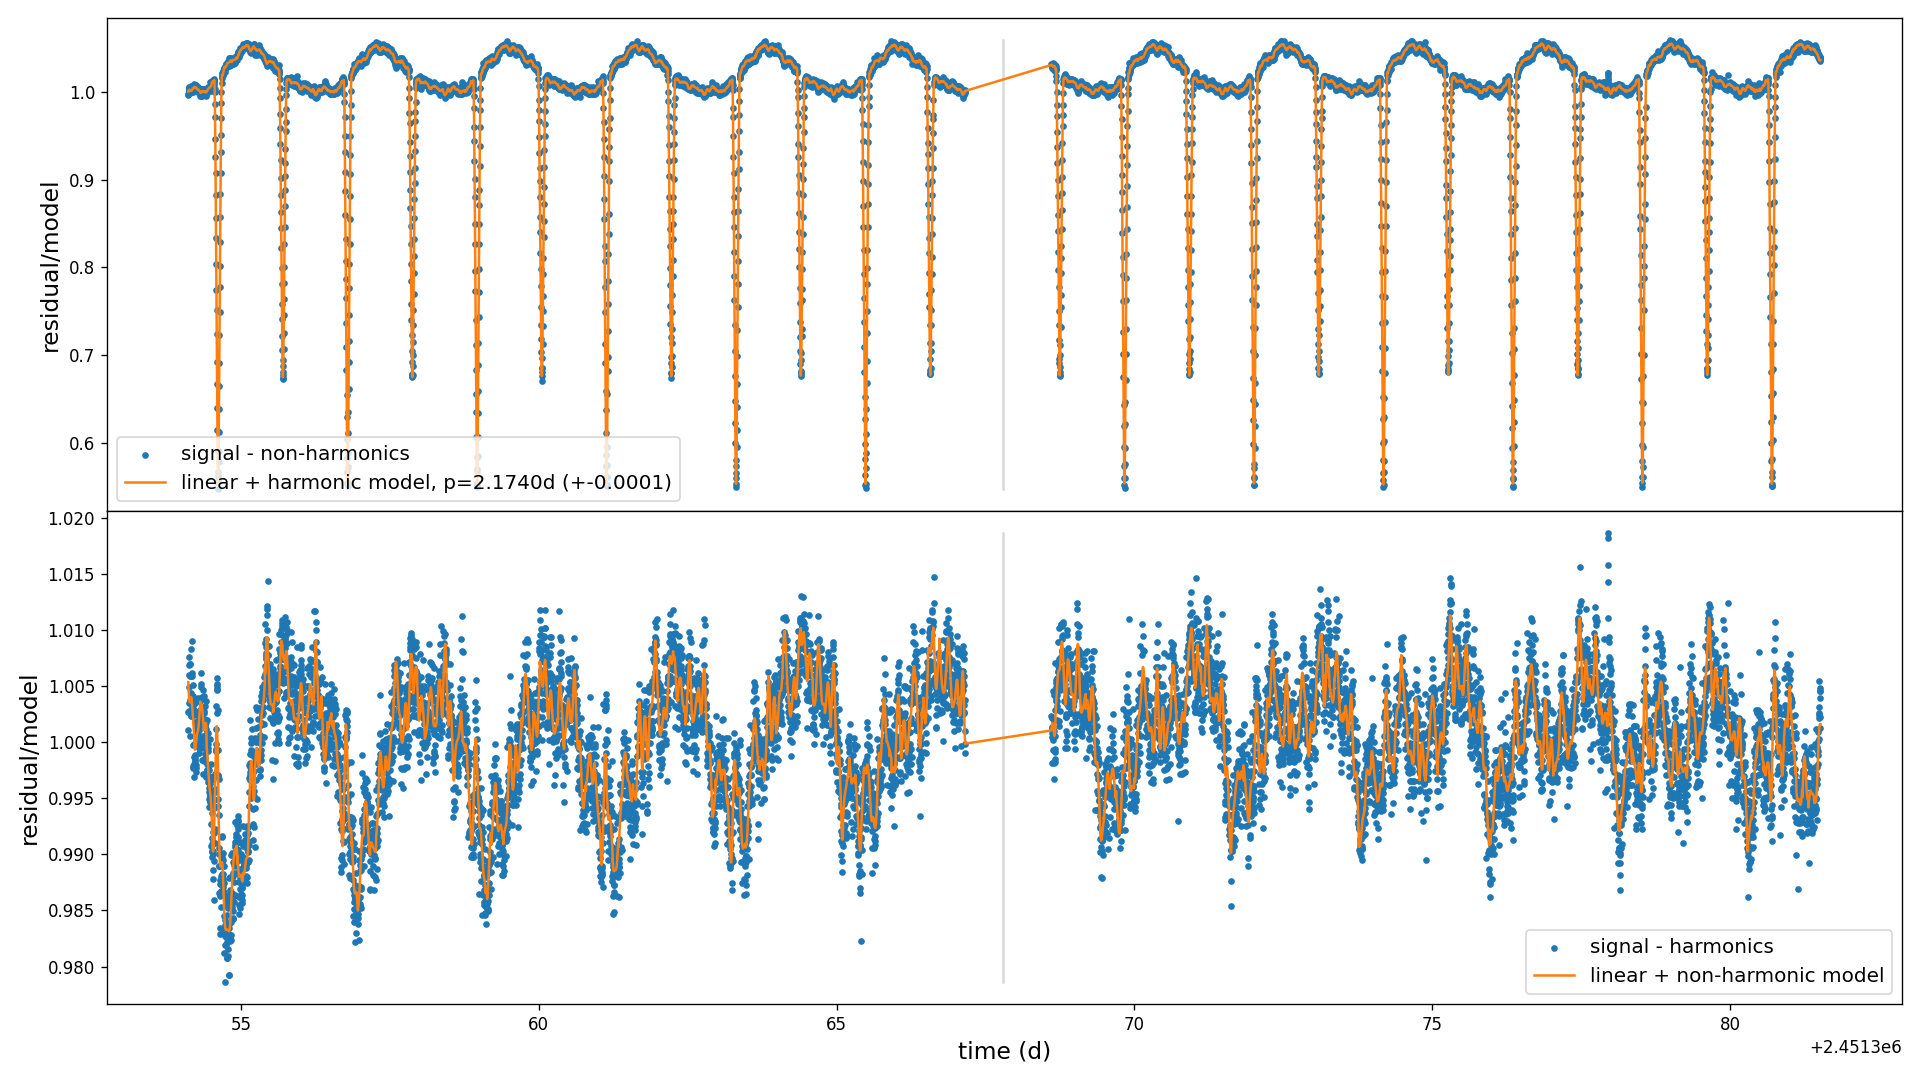 residual/model
1.0
0.9
0.8
0.7
0.6
signal - non-harmonics
linear + harmonic model, p=2.1740d (+-0.0001)
residual/model
1.020
1.015
1.010
1.005
1.000
0.995
0.990
0.985
0.980
signal - harmonics
linear + non-harmonic model
55
60
65
70
75
80
time (d)
+2.4513e6